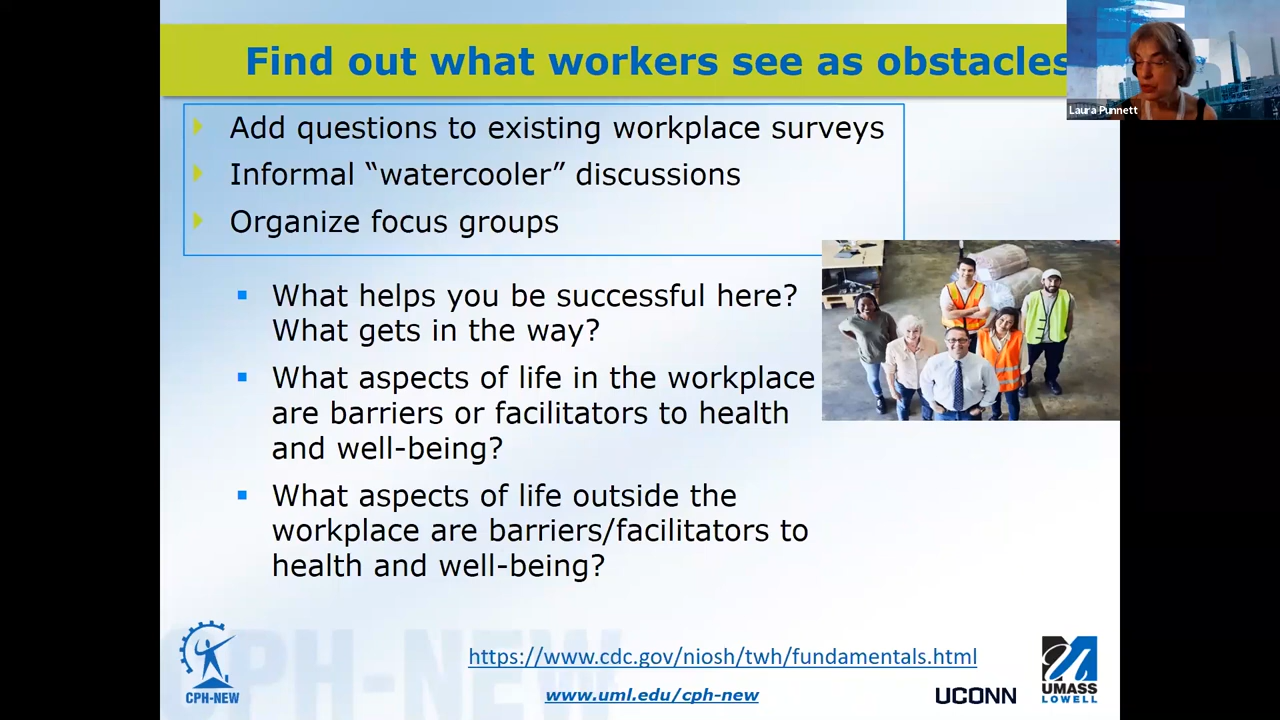 Find out what workers see as obstacles
Laura Punnett
Add questions to existing workplace surveys
Informal “watercooler” discussions
Organize focus groups
What helps you be successful here?
What gets in the way?
What aspects of life in the workplace
are barriers or facilitators to health
and well-being?
What aspects of life outside the
workplace are barriers/facilitators to
health and well-being?
CPH-NEW
https://www.cdc.gov/niosh/twh/fundamentals.html
CPH-NEW
www.uml.edu/cph-new
UCONN
UMASS
LOWELL